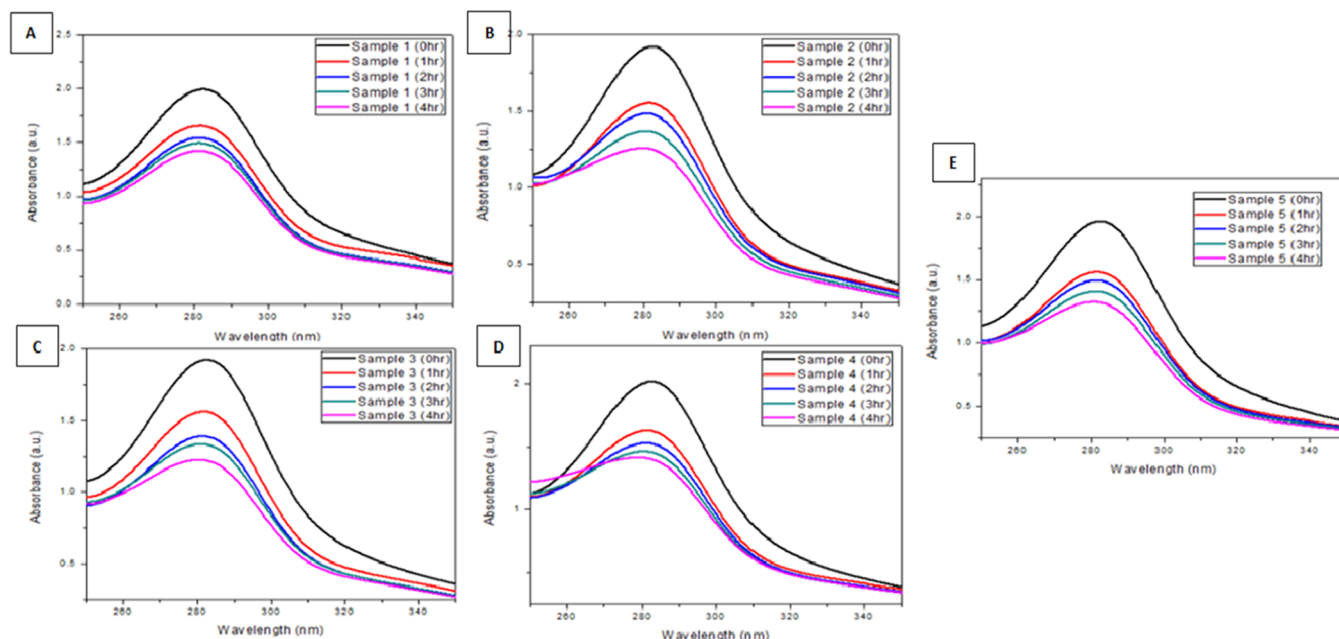 A
2.5
2.0
1.5
1.0
0.5
0.0
Absorbance (a.u.)
260 280 300 320 340
Wavelength (nm)
Sample 1 (0hr)
Sample 1 (1hr)
Sample 1 (2hr)
Sample 1 (3hr)
Sample 1 (4hr)
B
2.0
1.5
1.0
0.5
Absorbance (a.u.)
260 280 300 320 340
Wavelength (nm)
Sample 2 (0hr)
Sample 2 (1hr)
Sample 2 (2hr)
Sample 2 (3hr)
Sample 2 (4hr)
C
2.0
1.5
1.0
0.5
Absorbance (a.u.)
260 280 300 320 340
Wavelength (nm)
Sample 3 (0hr)
Sample 3 (1hr)
Sample 3 (2hr)
Sample 3 (3hr)
Sample 3 (4hr)
D
2
1
Absorbance (a.u.)
260 280 300 320 340
Wavelength (nm)
Sample 4 (0hr)
Sample 4 (1hr)
Sample 4 (2hr)
Sample 4 (3hr)
Sample 4 (4hr)
E
2.0
1.5
1.0
0.5
Absorbance (a.u.)
260 280 300 320 340
Wavelength (nm)
Sample 5 (0hr)
Sample 5 (1hr)
Sample 5 (2hr)
Sample 5 (3hr)
Sample 5 (4hr)